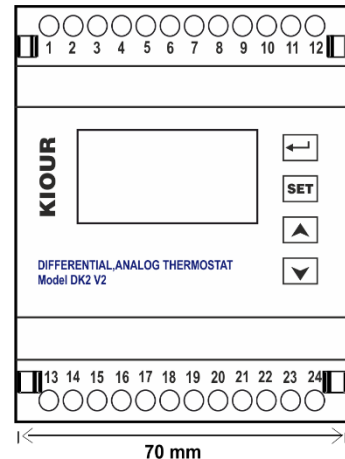 1 2 3 4 5 6 7 8 9 10 11 12
KIOUR
SET
DIFFERENTIAL,ANALOG THERMOSTAT
Model DK2 V2
13 14 15 16 17 18 19 20 21 22 23 24
70 mm